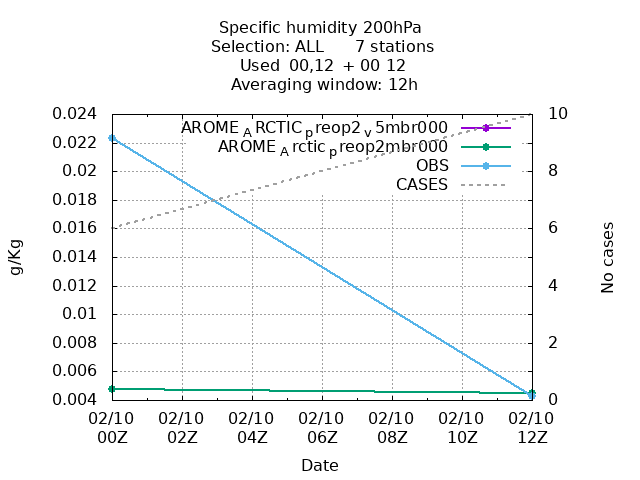 Specific humidity 200hPa
Selection: ALL 7 stations
Used 00,12 + 00 12
Averaging window: 12h
g/Kg
No cases
0.024
0.022
0.02
0.018
0.016
0.014
0.012
0.01
0.008
0.006
0.004
10
8
6
4
2
0
AROME_ARCTIC_preop2_v5mbr000
AROME_Arctic_preop2mbr000
OBS
CASES
02/10 02/10 02/10 02/10 02/10 02/10 02/10
00Z 02Z 04Z 06Z 08Z 10Z 12Z
Date